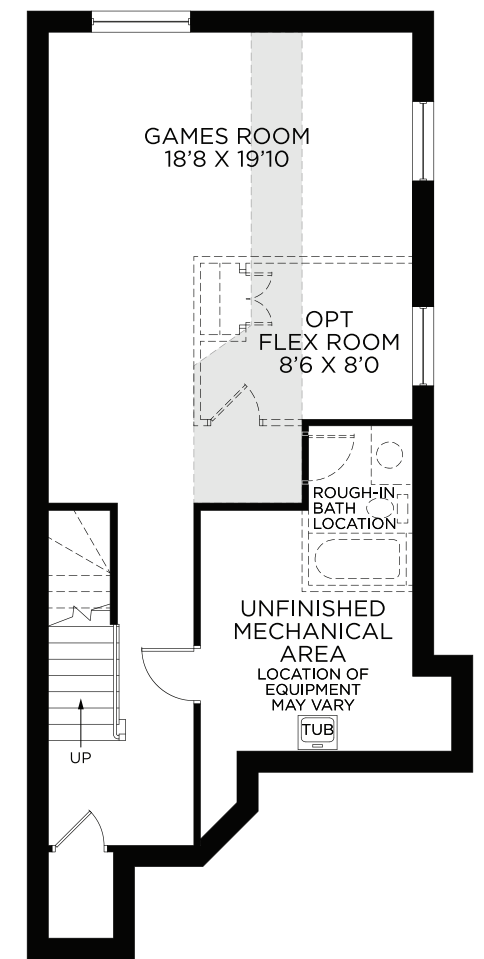 GAMES ROOM
18'8 X 19'10
OPT
FLEX ROOM
8'6 X 8'0
ROUGH-IN
BATH
LOCATION
UNFINISHED
MECHANICAL
AREA
LOCATION OF
EQUIPMENT
MAY VARY
TUB
UP